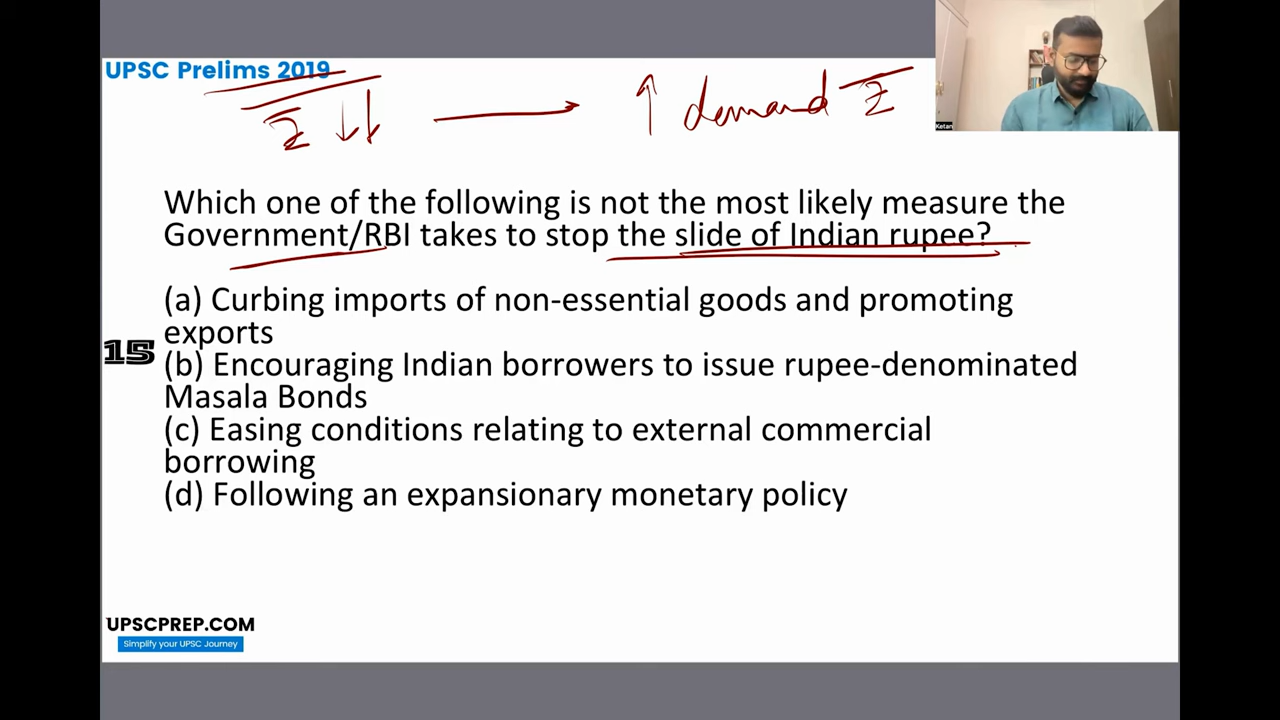 UPSC Prelims 2019
₹ ↓↓ → ↑ demand ₹
Ketan
Which one of the following is not the most likely measure the
Government/RBI takes to stop the slide of Indian rupee?
(a) Curbing imports of non-essential goods and promoting
exports
15
(b) Encouraging Indian borrowers to issue rupee-denominated
Masala Bonds
(c) Easing conditions relating to external commercial
borrowing
(d) Following an expansionary monetary policy
UPSCPREP.COM
Simplify your UPSC Journey